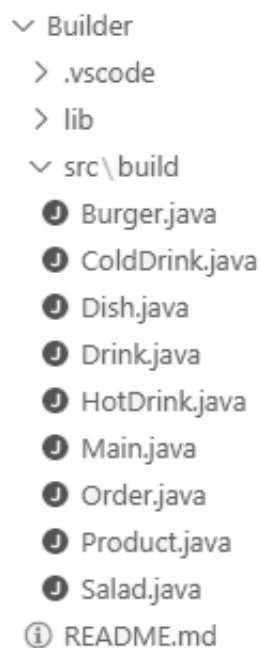 Builder
.vscode
lib
src\build
Burger.java
ColdDrink.java
Dish.java
Drink.java
HotDrink.java
Main.java
Order.java
Product.java
Salad.java
README.md